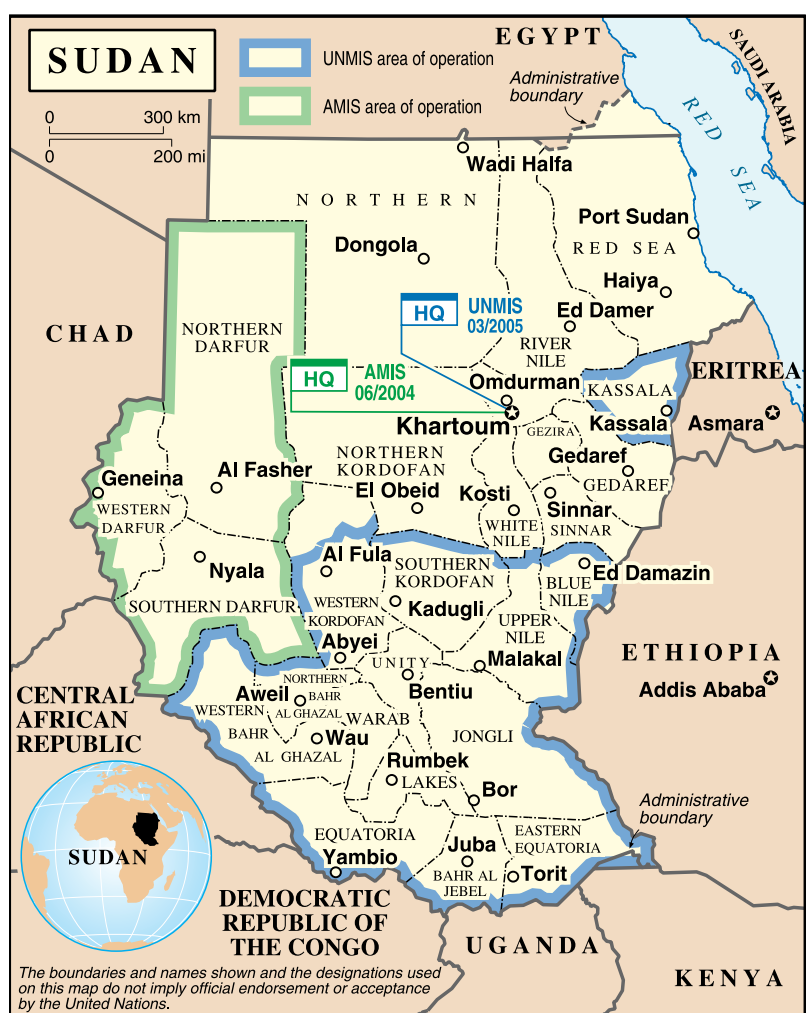 SUDAN
UNMIS area of operation
AMIS area of operation
0 300 km
0 200 mi
EGYPT
Administrative
boundary
SAUDI ARABIA
RED SEA
Wadi Halfa
NORTHERN
Port Sudan
RED SEA
Dongola
Haiya
HQ
UNMIS
03/2005
Ed Damer
CHAD
NORTHERN
DARFUR
RIVER
NILE
HQ
AMIS
06/2004
Omdurman
KASSALA
ERITREA
Khartoum
GEZIRA
Kassala
Asmara
NORTHERN
KORDOFAN
Gedaref
GEDAREF
Geneina
Al Fasher
El Obeid
Kosti
Sinnar
WESTERN
DARFUR
WHITE
NILE
SINNAR
Al Fula
SOUTHERN
KORDOFAN
Nyala
Ed Damazin
BLUE
NILE
SOUTHERN DARFUR
WESTERN
KORDOFAN
Kadugli
UPPER
NILE
Abyei
UNITY
Malakal
ETHIOPIA
Addis Ababa
CENTRAL
AFRICAN
REPUBLIC
NORTHERN
BAHR
AL GHAZAL
Aweil
Bentiu
WESTERN
BAHR
AL GHAZAL
WARAB
Wau
JONGLI
Rumbek
LAKES
Bor
Administrative
boundary
SUDAN
EQUATORIA
Yambio
Juba
BAHR AL
JEBEL
EASTERN
EQUATORIA
Torit
DEMOCRATIC
REPUBLIC OF
THE CONGO
UGANDA
KENYA
The boundaries and names shown and the designations used
on this map do not imply official endorsement or acceptance
by the United Nations.